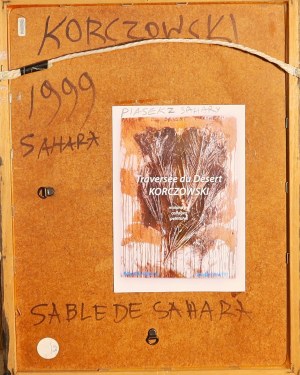 KORCZOWSKI
1999
SAHARA
PIASEK Z SAHARY
Traversée du Désert
KORCZOWSKI
SABLE DE SAHARA